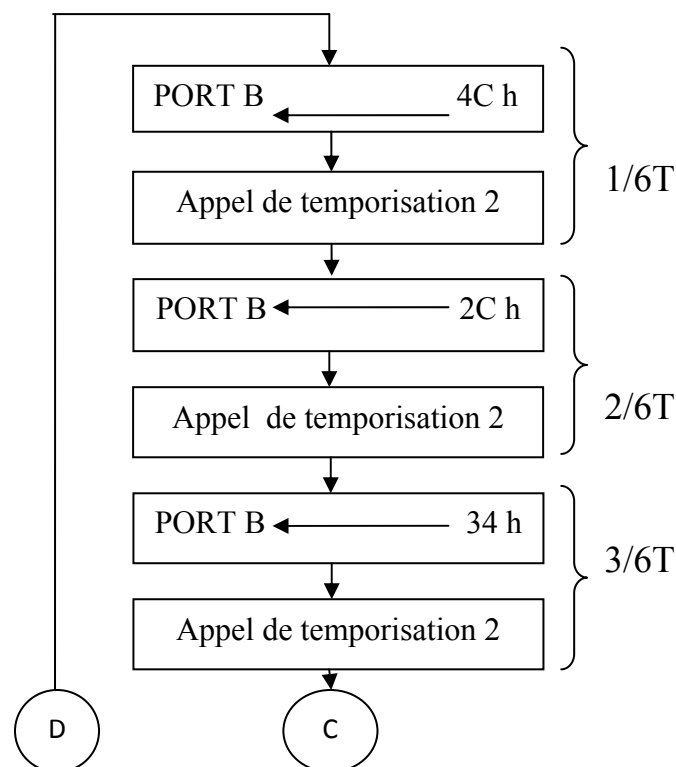 PORT B 4C h
1/6T
Appel de temporisation 2
PORT B 2C h
2/6T
Appel de temporisation 2
PORT B 34 h
3/6T
Appel de temporisation 2
D C